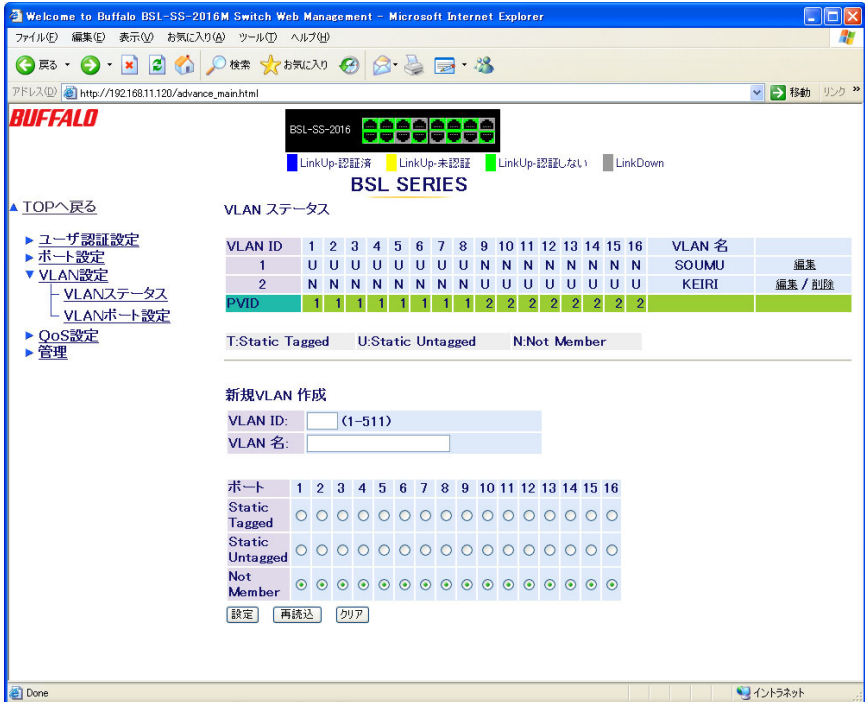 Welcome to Buffalo BSL-SS-2016M Switch Web Management - Microsoft Internet Explorer
ファイル(F) 編集(E) 表示(V) お気に入り(A) ツール(T) ヘルプ(H)
戻る 検索 お気に入り
アドレス(D) http://192.168.11.120/advance_main.html 移動 リンク »
BUFFALO
BSL-SS-2016
LinkUp-認証済 LinkUp-未認証 LinkUp-認証しない LinkDown
BSL SERIES
TOPへ戻る
ユーザ認証設定
ポート設定
VLAN設定
VLANステータス
VLANポート設定
QoS設定
管理
VLAN ステータス
VLAN ID 1 2 3 4 5 6 7 8 9 10 11 12 13 14 15 16 VLAN 名
1 U U U U U U U U N N N N N N N N SOUMU 編集
2 N N N N N N N N U U U U U U U U KEIRI 編集 / 削除
PVID 1 1 1 1 1 1 1 1 2 2 2 2 2 2 2 2
T:Static Tagged U:Static Untagged N:Not Member
新規VLAN 作成
VLAN ID: (1-511)
VLAN 名:
ポート 1 2 3 4 5 6 7 8 9 10 11 12 13 14 15 16
Static
Tagged
Static
Untagged
Not
Member
設定 再読込 クリア
Done イントラネット